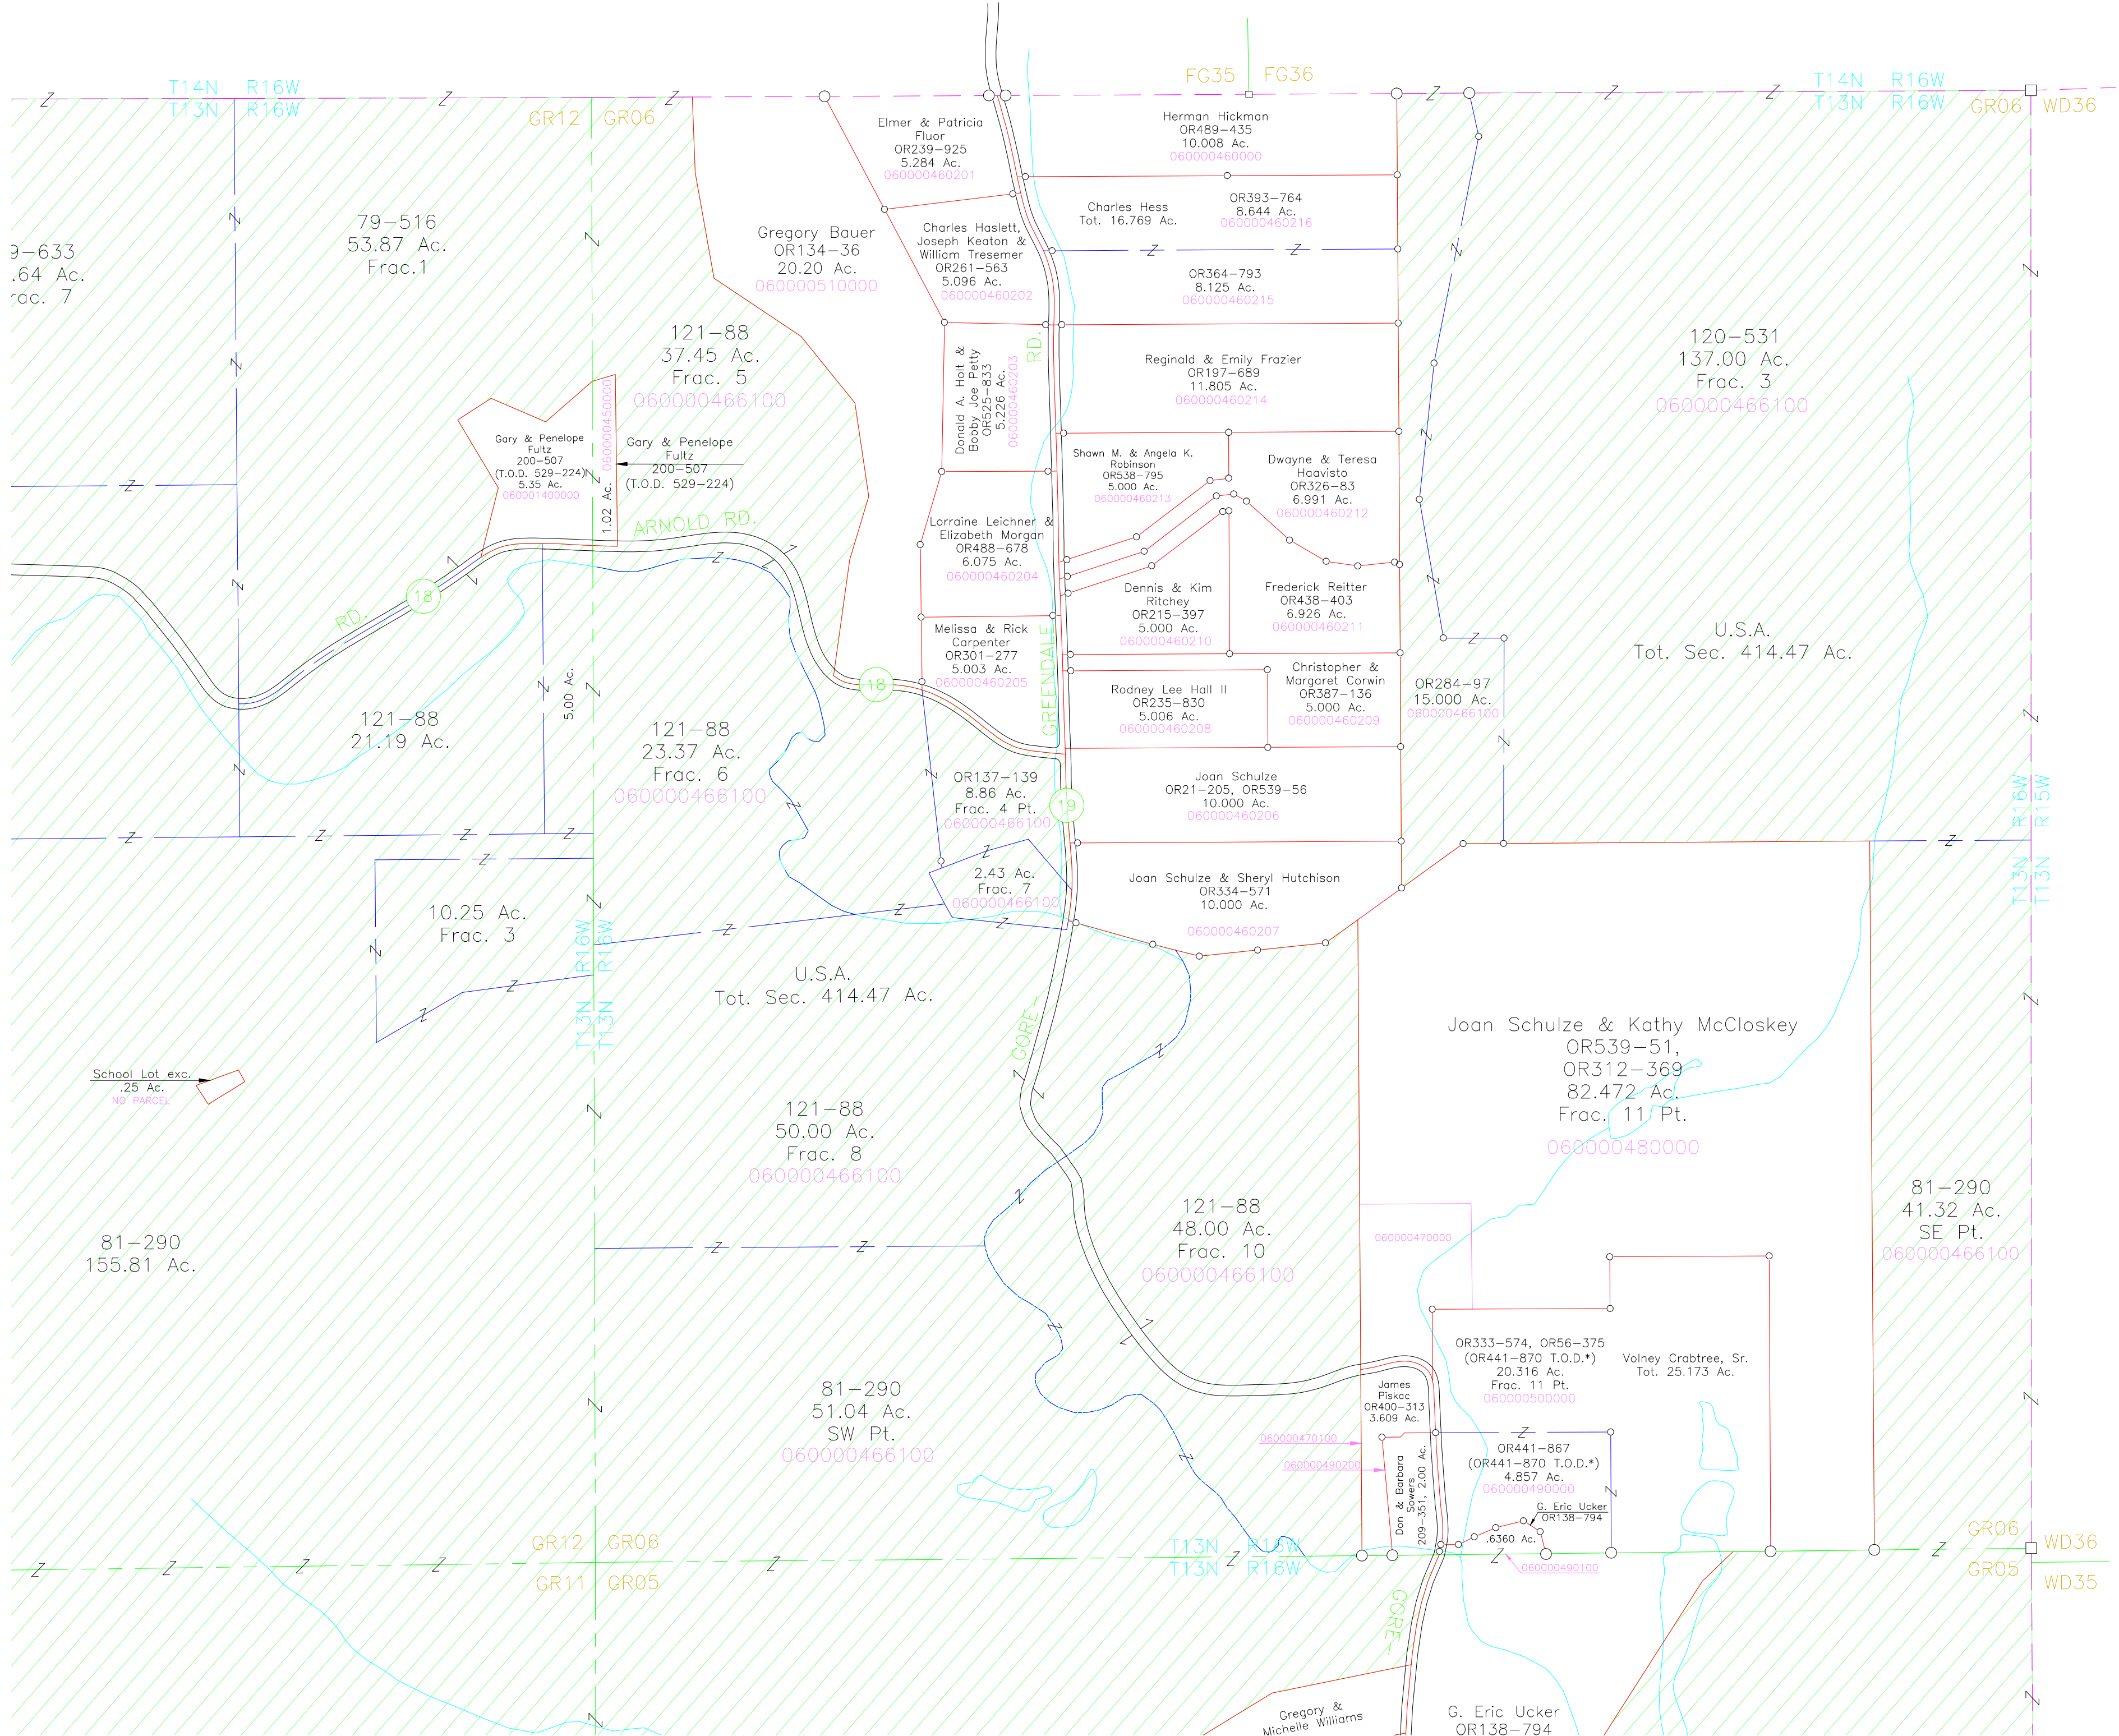 T14N R16W
T13N R16W
FG35 FG36
T14N R16W
T13N R16W
GR12 GR06
GR06 WD36
79-516
53.87 Ac.
Frac.1
9-633
.64 Ac.
rac. 7
121-88
37.45 Ac.
Frac. 5
060000466100
Gregory Bauer
OR134-36
20.20 Ac.
060000510000
Elmer & Patricia
Fluor
OR239-925
5.284 Ac.
060000460201
Charles Haslett,
Joseph Keaton &
William Tresemer
OR261-563
5.096 Ac.
060000460202
Herman Hickman
OR489-435
10.008 Ac.
060000460000
Charles Hess
Tot. 16.769 Ac.
OR393-764
8.644 Ac.
060000460216
OR364-793
8.125 Ac.
060000460215
Reginald & Emily Frazier
OR197-689
11.805 Ac.
060000460214
120-531
137.00 Ac.
Frac. 3
060000466100
Donald A. Holt &
Bobby Joe Petty
OR525-833
5.226 Ac.
060000460203
RD.
Gary & Penelope
Fultz
200-507
(T.O.D. 529-224)
5.35 Ac.
060001400000
1.02 Ac. 060000450000
Gary & Penelope
Fultz
200-507
(T.O.D. 529-224)
Shawn M. & Angela K.
Robinson
OR538-795
5.000 Ac.
060000460213
Dwayne & Teresa
Haavisto
OR326-83
6.991 Ac.
060000460212
ARNOLD RD.
Lorraine Leichner &
Elizabeth Morgan
OR488-678
6.075 Ac.
060000460204
Dennis & Kim
Ritchey
OR215-397
5.000 Ac.
060000460210
Frederick Reitter
OR438-403
6.926 Ac.
060000460211
18
RD.
Melissa & Rick
Carpenter
OR301-277
5.003 Ac.
060000460205
GREENDALE
U.S.A.
Tot. Sec. 414.47 Ac.
18
Rodney Lee Hall II
OR235-830
5.006 Ac.
060000460208
Christopher &
Margaret Corwin
OR387-136
5.000 Ac.
060000460209
OR284-97
15.000 Ac.
060000466100
5.00 Ac.
121-88
21.19 Ac.
121-88
23.37 Ac.
Frac. 6
060000466100
OR137-139
8.86 Ac.
Frac. 4 Pt.
060000466100
19
Joan Schulze
OR21-205, OR539-56
10.000 Ac.
060000460206
T13N R16W
T13N R15W
2.43 Ac.
Frac. 7
060000466100
Joan Schulze & Sheryl Hutchison
OR334-571
10.000 Ac.
060000460207
10.25 Ac.
Frac. 3
T13N R16W
T13N R16W
U.S.A.
Tot. Sec. 414.47 Ac.
GORE-
Joan Schulze & Kathy McCloskey
OR539-51,
OR312-369
82.472 Ac.
Frac. 11 Pt.
060000480000
School Lot exc.
.25 Ac.
NO PARCEL
121-88
50.00 Ac.
Frac. 8
060000466100
121-88
48.00 Ac.
Frac. 10
060000466100
060000470000
81-290
41.32 Ac.
SE Pt.
060000466100
81-290
155.81 Ac.
81-290
51.04 Ac.
SW Pt.
060000466100
James
Piskac
OR400-313
3.609 Ac.
OR333-574, OR56-375
(OR441-870 T.O.D.*)
20.316 Ac.
Frac. 11 Pt.
060000500000
Volney Crabtree, Sr.
Tot. 25.173 Ac.
060000470100
060000490200
Don & Barbara
Sowers
209-351, 2.00 Ac.
OR441-867
(OR441-870 T.O.D.*)
4.857 Ac.
060000490000
G. Eric Ucker
OR138-794
.6360 Ac.
060000490100
GR12 GR06
GR11 GR05
T13N R16W
T13N R16W
GR06 WD36
GR05 WD35
GORE-
Gregory &
Michelle Williams
G. Eric Ucker
OR138-794